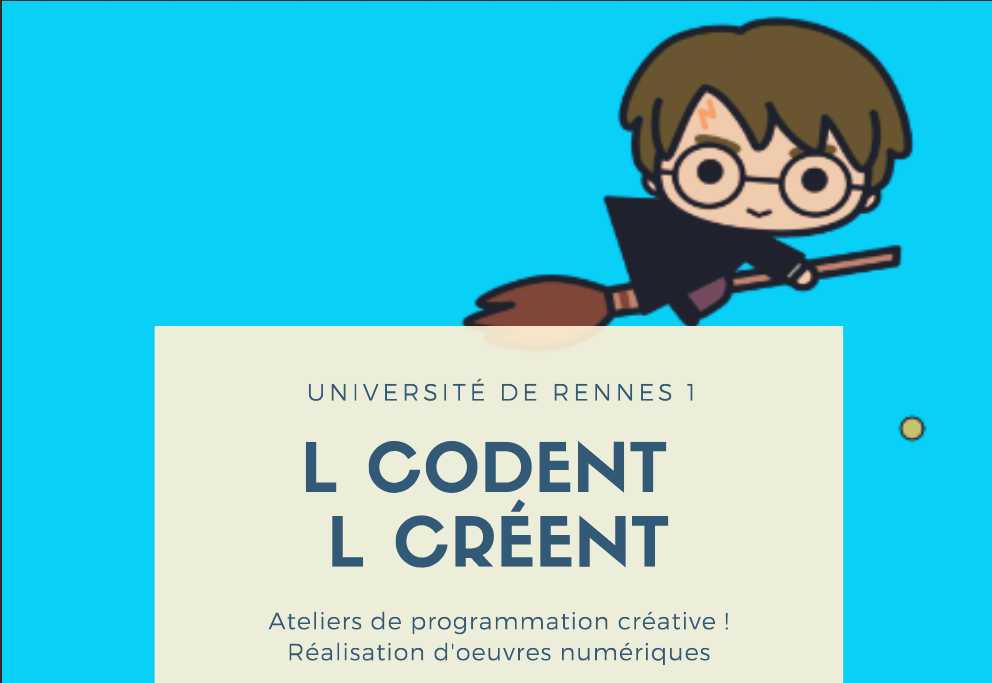 UNIVERSITÉ DE RENNES 1
L CODENT
L CRÉENT
Ateliers de programmation créative !
Réalisation d'oeuvres numériques